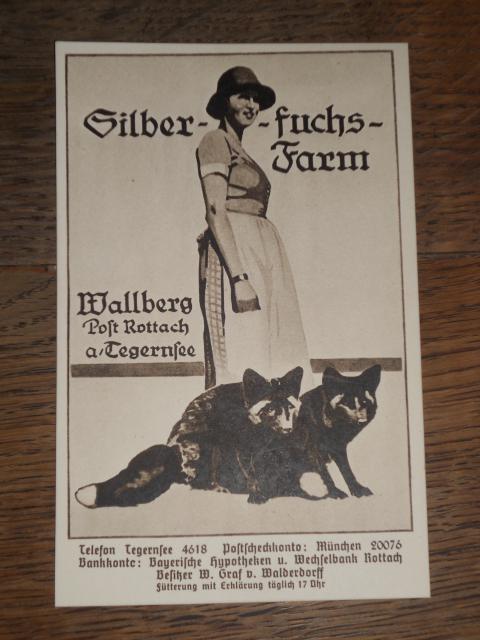 Silber-fuchs-
Farm
Wallberg
Post Rottach
a/Tegernsee
Telefon Tegernsee 4618 Postscheckkonto: München 20076
Bankkonto: Bayerische Hypotheken u. Wechselbank Rottach
Besitzer W. Graf v. Walderdorff
Fütterung mit Erklärung täglich 17 Uhr